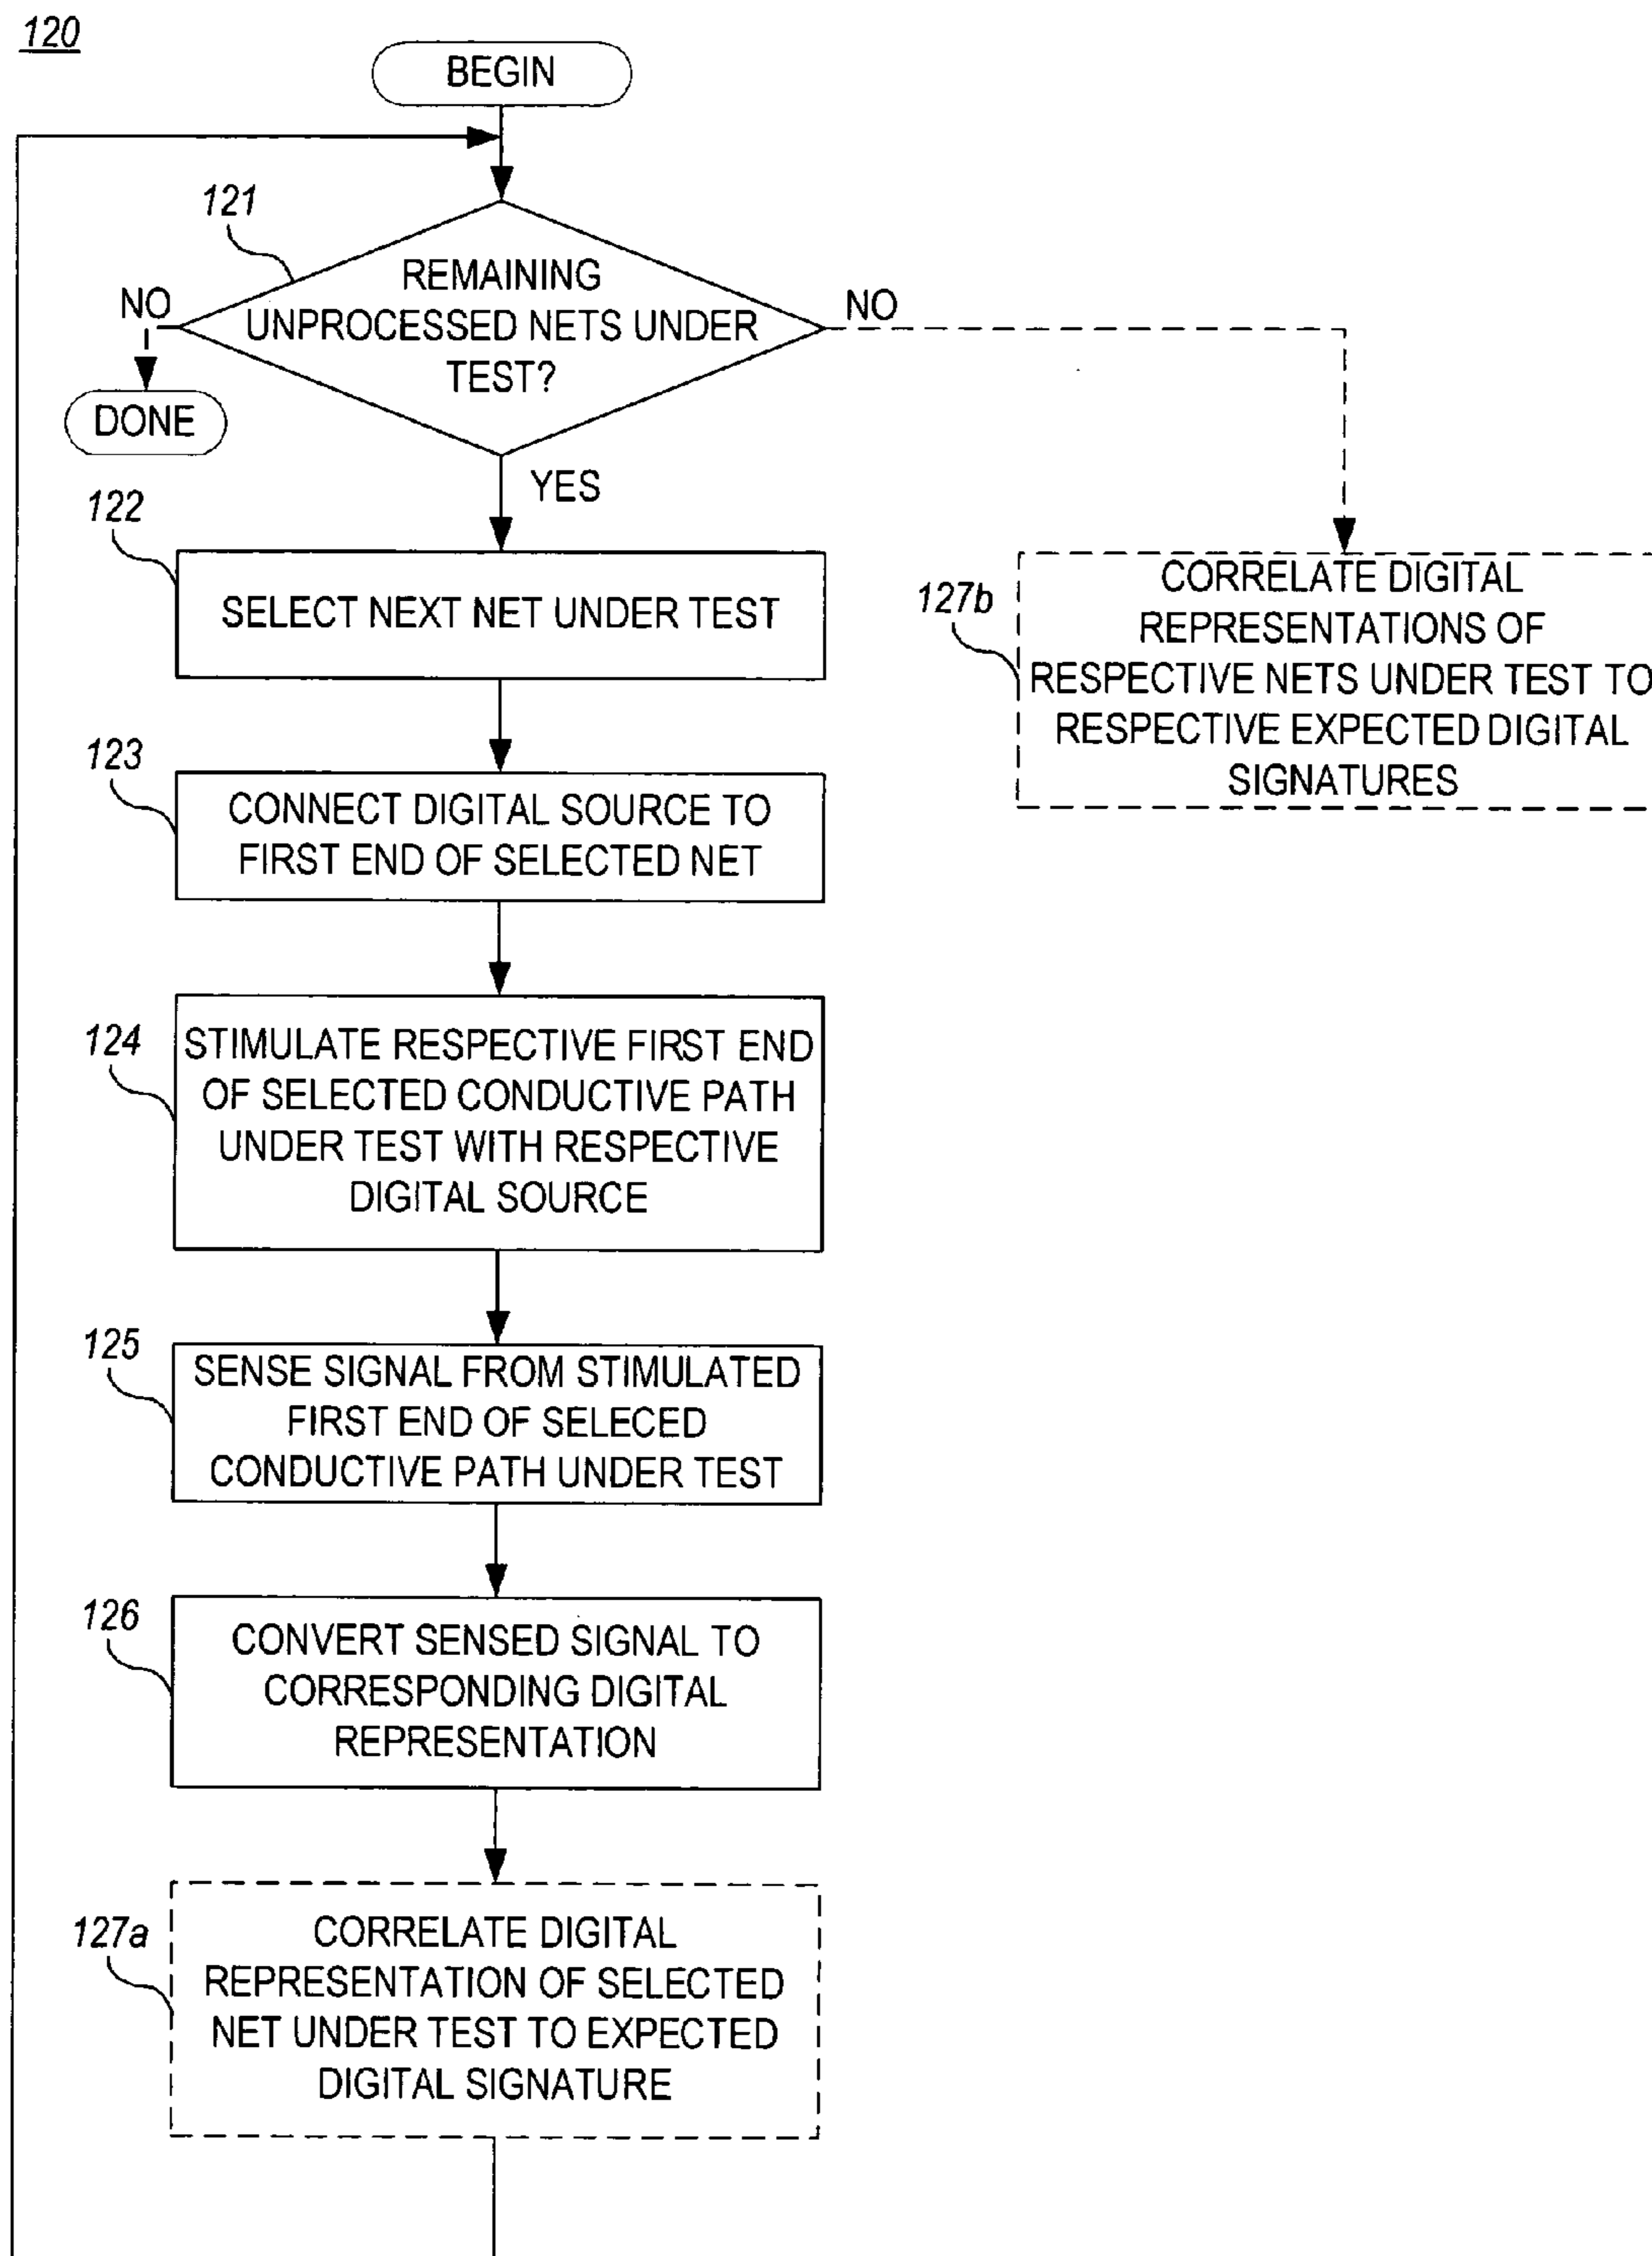 120
BEGIN
121
REMAINING
UNPROCESSED NETS UNDER
TEST?
NO
NO
DONE
YES
122
SELECT NEXT NET UNDER TEST
127b
CORRELATE DIGITAL
REPRESENTATIONS OF
RESPECTIVE NETS UNDER TEST TO
RESPECTIVE EXPECTED DIGITAL
SIGNATURES
123
CONNECT DIGITAL SOURCE TO
FIRST END OF SELECTED NET
124
STIMULATE RESPECTIVE FIRST END
OF SELECTED CONDUCTIVE PATH
UNDER TEST WITH RESPECTIVE
DIGITAL SOURCE
125
SENSE SIGNAL FROM STIMULATED
FIRST END OF SELECED
CONDUCTIVE PATH UNDER TEST
126
CONVERT SENSED SIGNAL TO
CORRESPONDING DIGITAL
REPRESENTATION
127a
CORRELATE DIGITAL
REPRESENTATION OF SELECTED
NET UNDER TEST TO EXPECTED
DIGITAL SIGNATURE